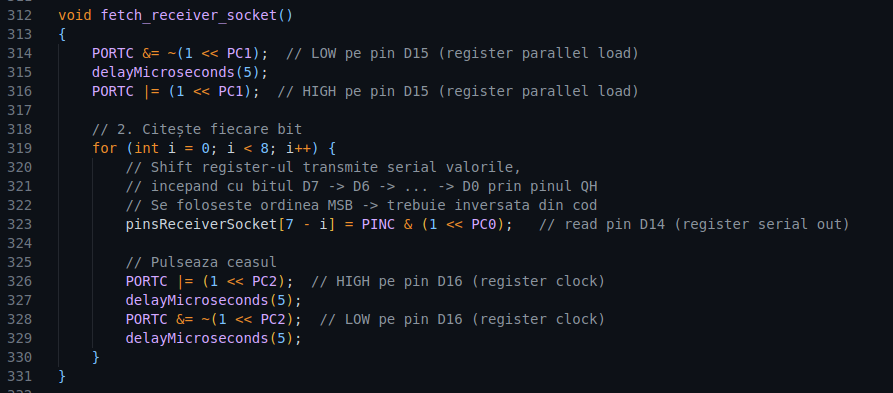 312 void fetch_receiver_socket()
313 {
314     PORTC &= ~(1 << PC1);  // LOW pe pin D15 (register parallel load)
315     delayMicroseconds(5);
316     PORTC |= (1 << PC1);  // HIGH pe pin D15 (register parallel load)
317
318     // 2. Citește fiecare bit
319     for (int i = 0; i < 8; i++) {
320         // Shift register-ul transmite serial valorile,
321         // incepand cu bitul D7 -> D6 -> ... -> D0 prin pinul QH
322         // Se foloseste ordinea MSB -> trebuie inversata din cod
323         pinsReceiverSocket[7 - i] = PINC & (1 << PC0);   // read pin D14 (register serial out)
324
325         // Pulseaza ceasul
326         PORTC |= (1 << PC2);  // HIGH pe pin D16 (register clock)
327         delayMicroseconds(5);
328         PORTC &= ~(1 << PC2);  // LOW pe pin D16 (register clock)
329         delayMicroseconds(5);
330     }
331 }